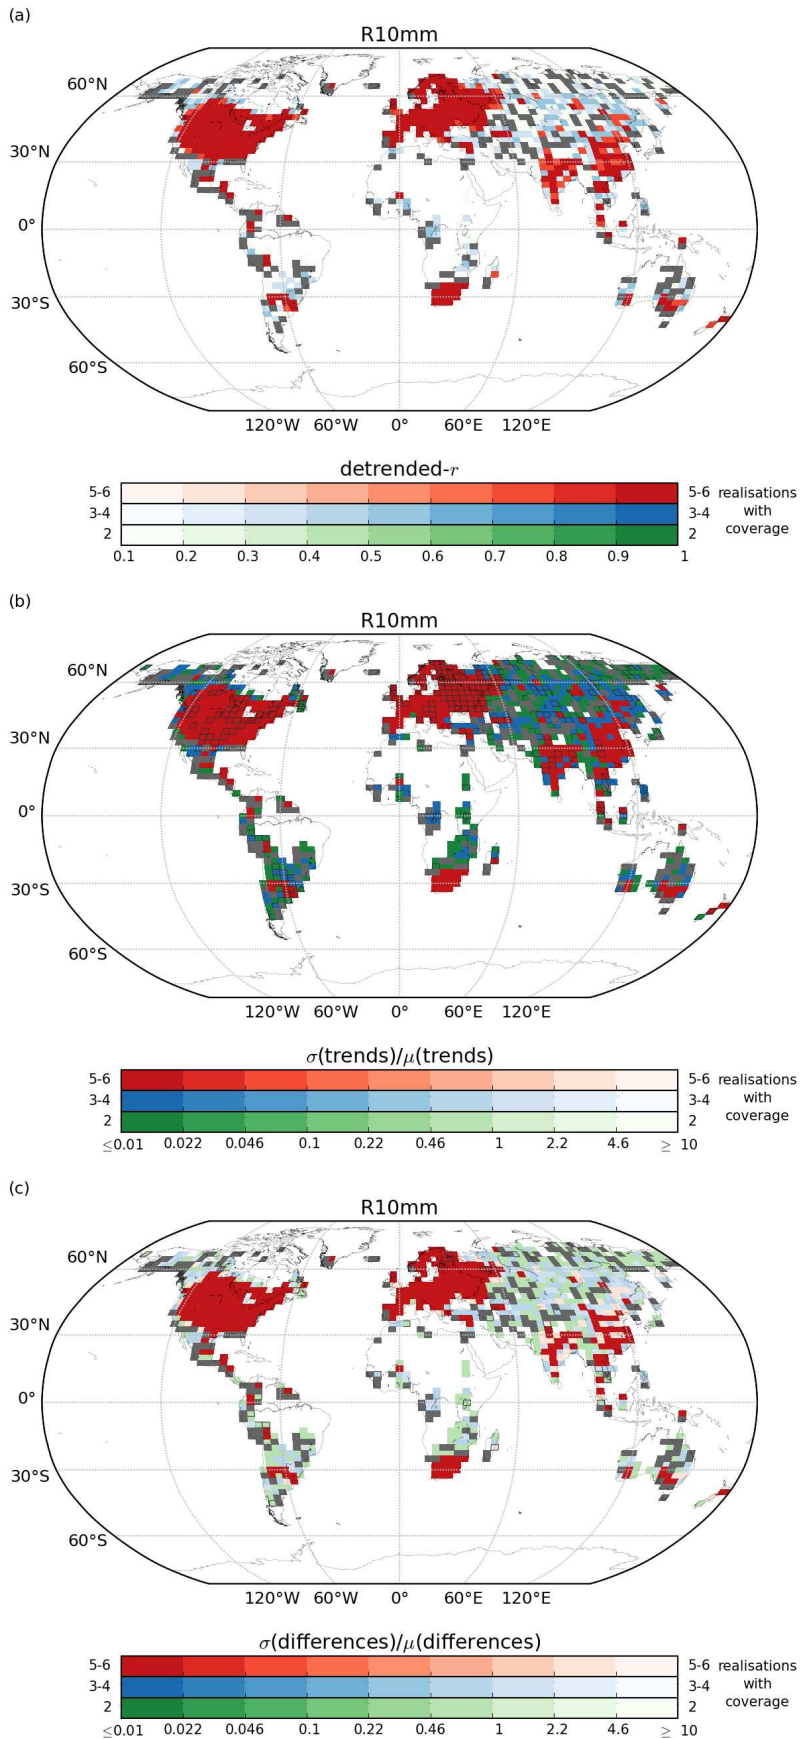 (a)
R10mm
60°N
30°N
0°
30°S
60°S
120°W 60°W 0° 60°E 120°E
detrended-r
5-6 5-6 realisations
3-4 3-4 with
2 2 coverage
0.1 0.2 0.3 0.4 0.5 0.6 0.7 0.8 0.9 1
(b)
R10mm
60°N
30°N
0°
30°S
60°S
120°W 60°W 0° 60°E 120°E
σ(trends)/μ(trends)
5-6 5-6 realisations
3-4 3-4 with
2 2 coverage
≤0.01 0.022 0.046 0.1 0.22 0.46 1 2.2 4.6 ≥ 10
(c)
R10mm
60°N
30°N
0°
30°S
60°S
120°W 60°W 0° 60°E 120°E
σ(differences)/μ(differences)
5-6 5-6 realisations
3-4 3-4 with
2 2 coverage
≤0.01 0.022 0.046 0.1 0.22 0.46 1 2.2 4.6 ≥ 10